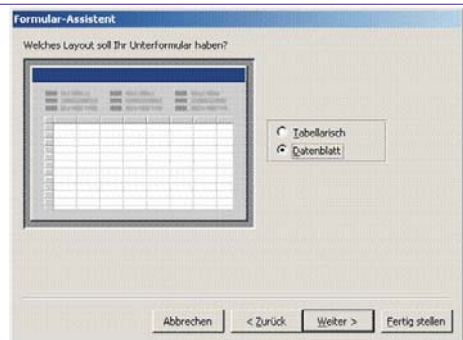 Formular-Assistent
Welches Layout soll Ihr Unterformular haben?
Tabellarisch
Datenblatt
Abbrechen
< Zurück
Weiter >
Fertig stellen